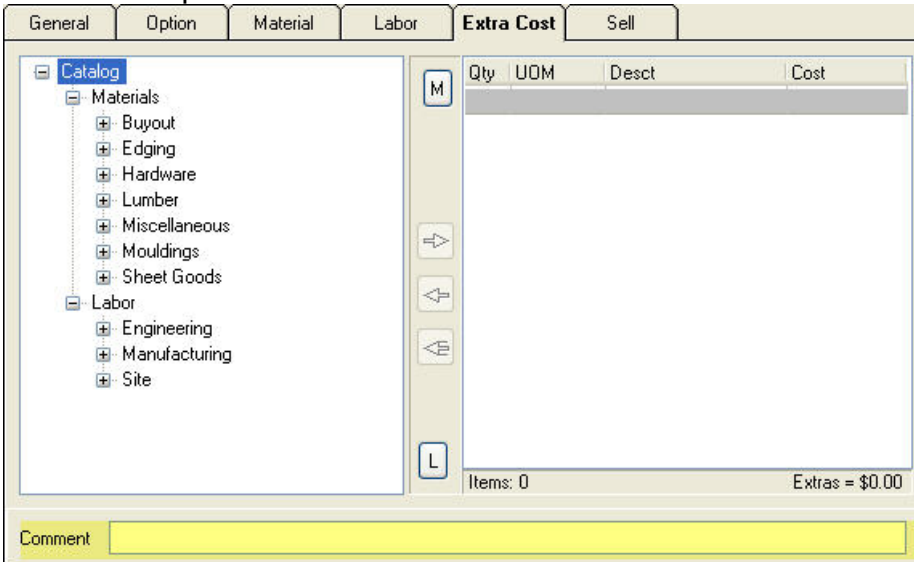 General Option Material Labor Extra Cost Sell
Catalog
Materials
Buyout
Edging
Hardware
Lumber
Miscellaneous
Mouldings
Sheet Goods
Labor
Engineering
Manufacturing
Site
M
L
Qty UOM Desct Cost
Items: 0 Extras = $0.00
Comment